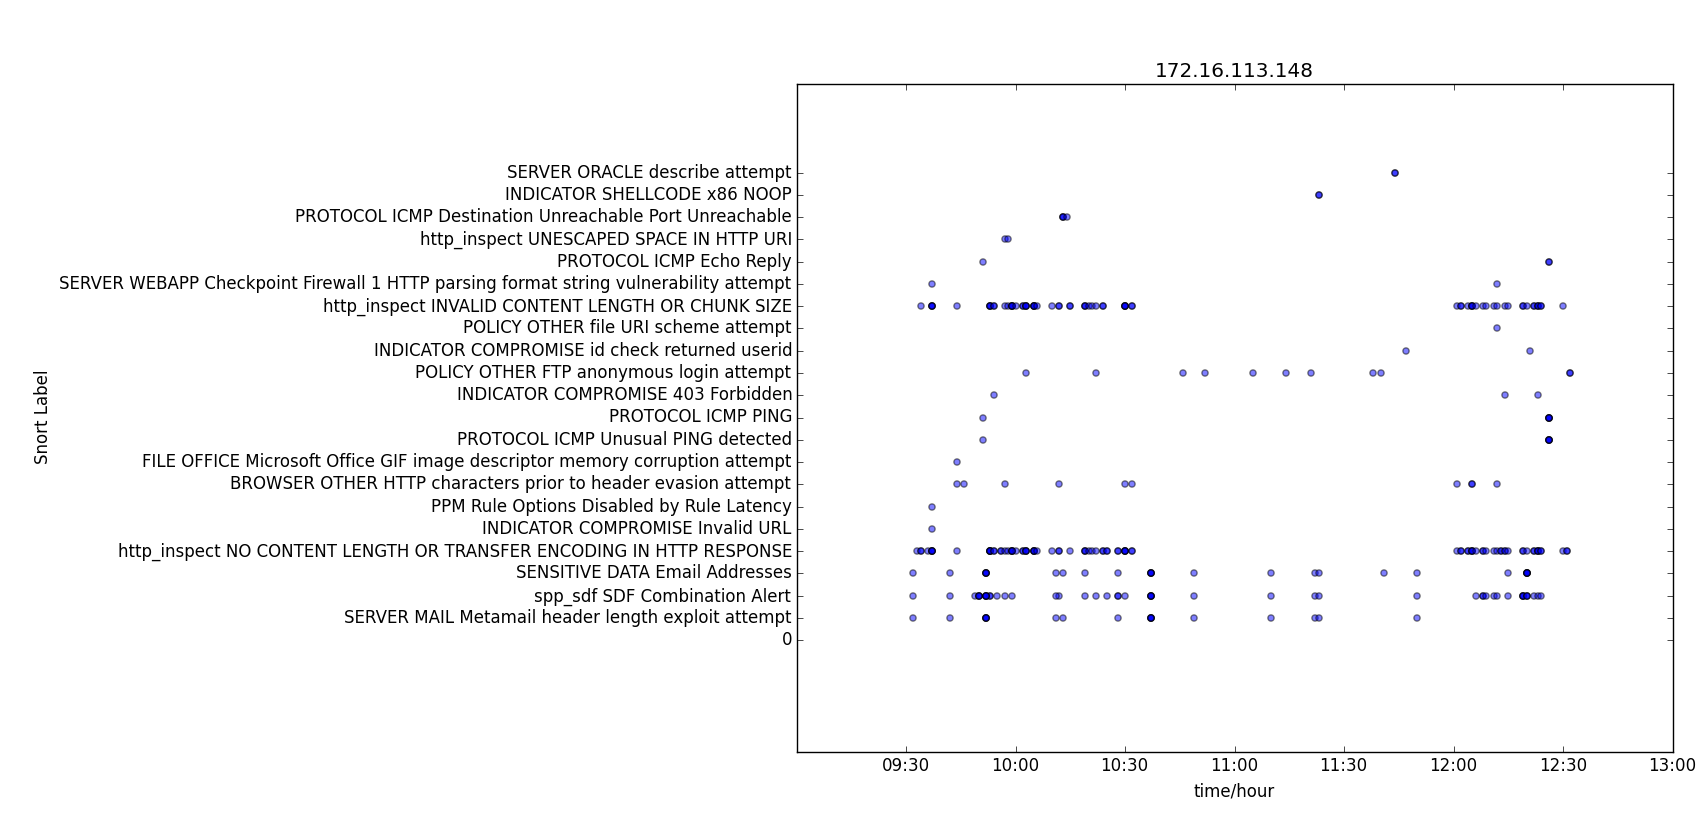 172.16.113.148
SERVER ORACLE describe attempt
INDICATOR SHELLCODE x86 NOOP
PROTOCOL ICMP Destination Unreachable Port Unreachable
http_inspect UNESCAPED SPACE IN HTTP URI
PROTOCOL ICMP Echo Reply
SERVER WEBAPP Checkpoint Firewall 1 HTTP parsing format string vulnerability attempt
http_inspect INVALID CONTENT LENGTH OR CHUNK SIZE
POLICY OTHER file URI scheme attempt
INDICATOR COMPROMISE id check returned userid
POLICY OTHER FTP anonymous login attempt
INDICATOR COMPROMISE 403 Forbidden
PROTOCOL ICMP PING
PROTOCOL ICMP Unusual PING detected
FILE OFFICE Microsoft Office GIF image descriptor memory corruption attempt
BROWSER OTHER HTTP characters prior to header evasion attempt
PPM Rule Options Disabled by Rule Latency
INDICATOR COMPROMISE Invalid URL
http_inspect NO CONTENT LENGTH OR TRANSFER ENCODING IN HTTP RESPONSE
SENSITIVE DATA Email Addresses
spp_sdf SDF Combination Alert
SERVER MAIL Metamail header length exploit attempt
0
Snort Label
09:30 10:00 10:30 11:00 11:30 12:00 12:30 13:00
time/hour